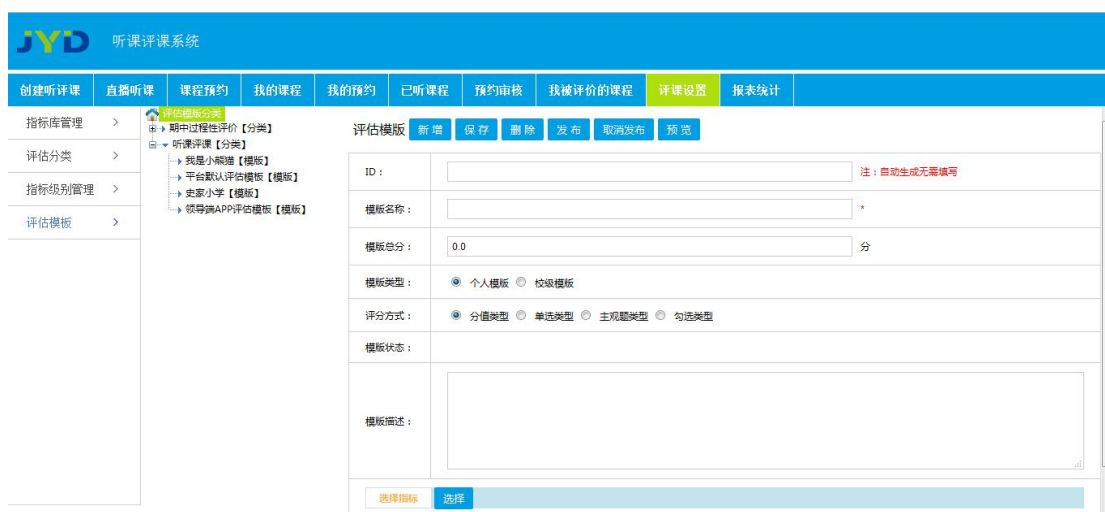 JYD 听课评课系统
创建听评课 直播听课 课程预约 我的课程 我的预约 已听课程 预约审核 我被评价的课程 评课设置 报表统计
指标库管理 >
评估分类 >
指标级别管理 >
评估模板 >
评估模版分类
期中过程性评价【分类】
听课评课【分类】
我是小熊猫【模版】
平台默认评估模板【模版】
史家小学【模版】
领导端APP评估模板【模版】
评估模版 新增 保存 删除 发布 取消发布 预览
ID： 注：自动生成无需填写
模版名称： *
模版总分： 0.0 分
模版类型： 个人模版 校级模版
评分方式： 分值类型 单选类型 主观题类型 勾选类型
模版状态：
模版描述：
选择指标 选择